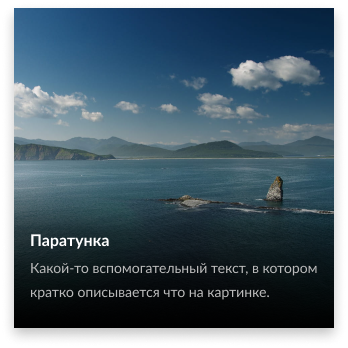 Паратунка
Какой-то вспомогательный текст, в котором
кратко описывается что на картинке.